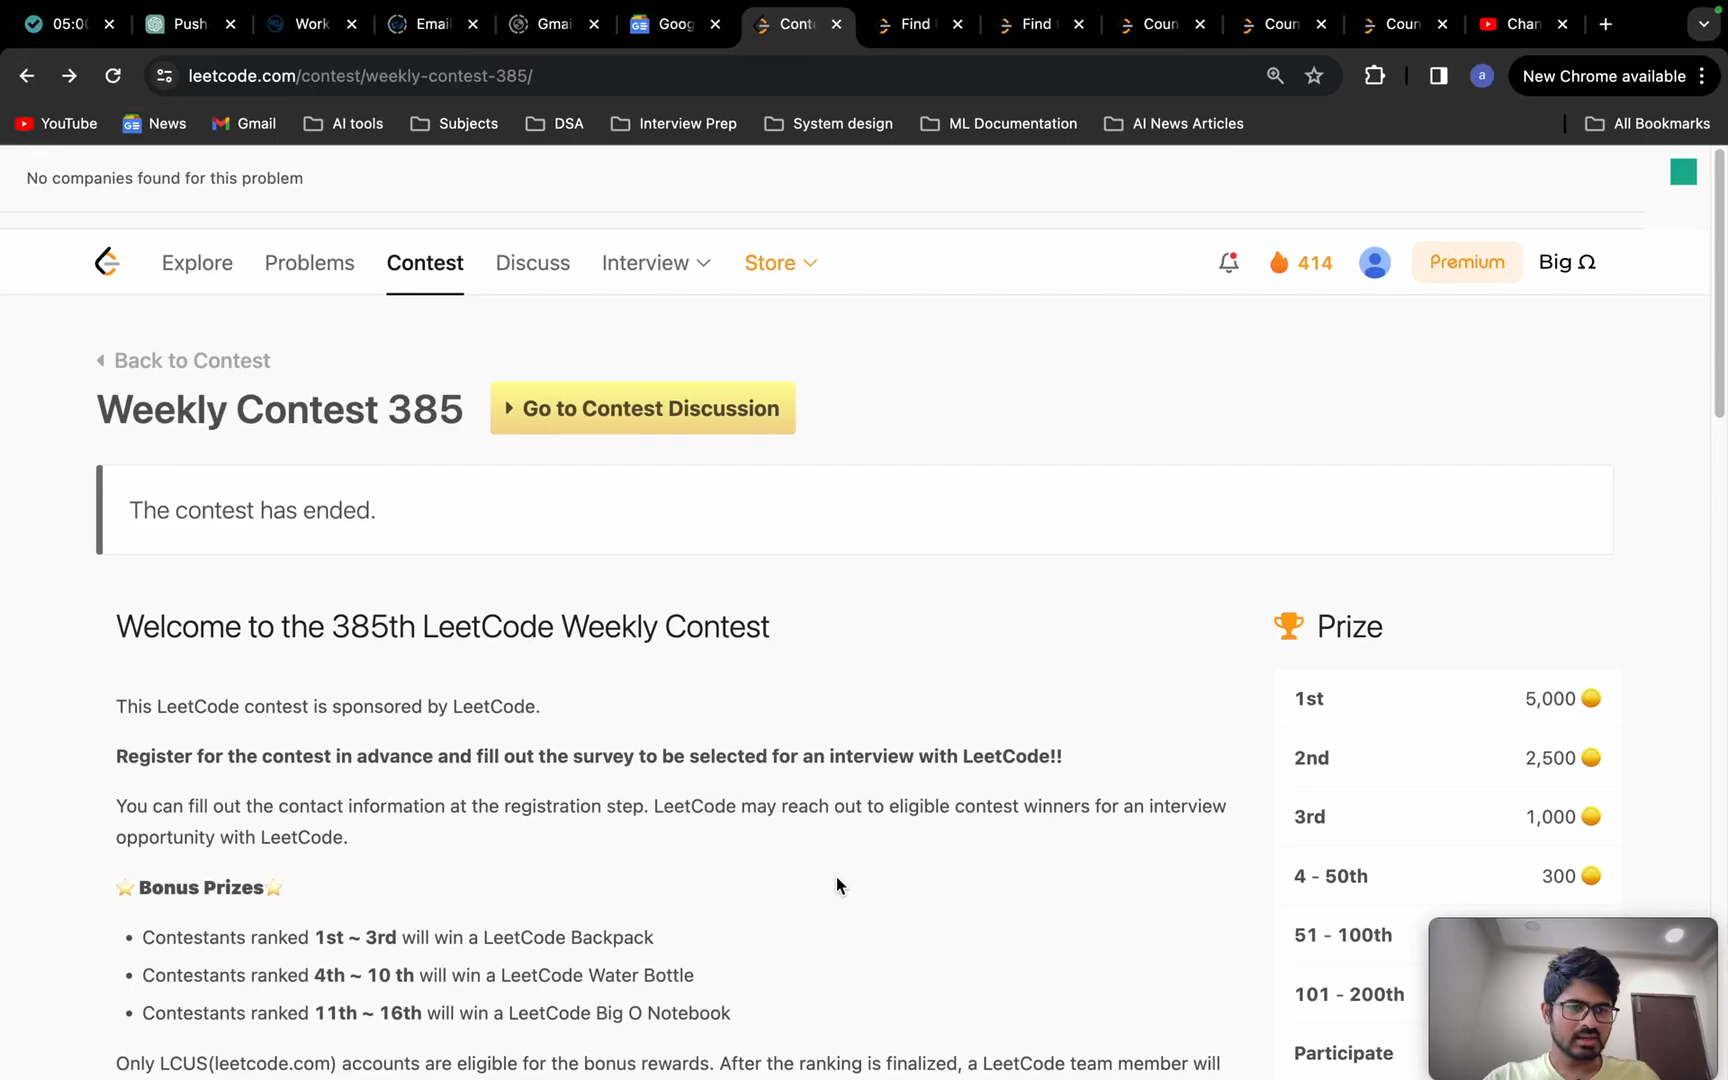 05:0
Push
Work
Email
Gmai
Goog
Conte
Find
Find t
Coun
Coun
Coun
Chan
leetcode.com/contest/weekly-contest-385/
a
New Chrome available
YouTube
News
Gmail
AI tools
Subjects
DSA
Interview Prep
System design
ML Documentation
AI News Articles
All Bookmarks
No companies found for this problem
Explore
Problems
Contest
Discuss
Interview
Store
414
Premium
Big Ω
Back to Contest
Weekly Contest 385
Go to Contest Discussion
The contest has ended.
Welcome to the 385th LeetCode Weekly Contest
This LeetCode contest is sponsored by LeetCode.
Register for the contest in advance and fill out the survey to be selected for an interview with LeetCode!!
You can fill out the contact information at the registration step. LeetCode may reach out to eligible contest winners for an interview
opportunity with LeetCode.
⭐Bonus Prizes⭐
• Contestants ranked 1st ~ 3rd will win a LeetCode Backpack
• Contestants ranked 4th ~ 10 th will win a LeetCode Water Bottle
• Contestants ranked 11th ~ 16th will win a LeetCode Big O Notebook
Only LCUS(leetcode.com) accounts are eligible for the bonus rewards. After the ranking is finalized, a LeetCode team member will
Prize
1st 5,000
2nd 2,500
3rd 1,000
4 - 50th 300
51 - 100th
101 - 200th
Participate